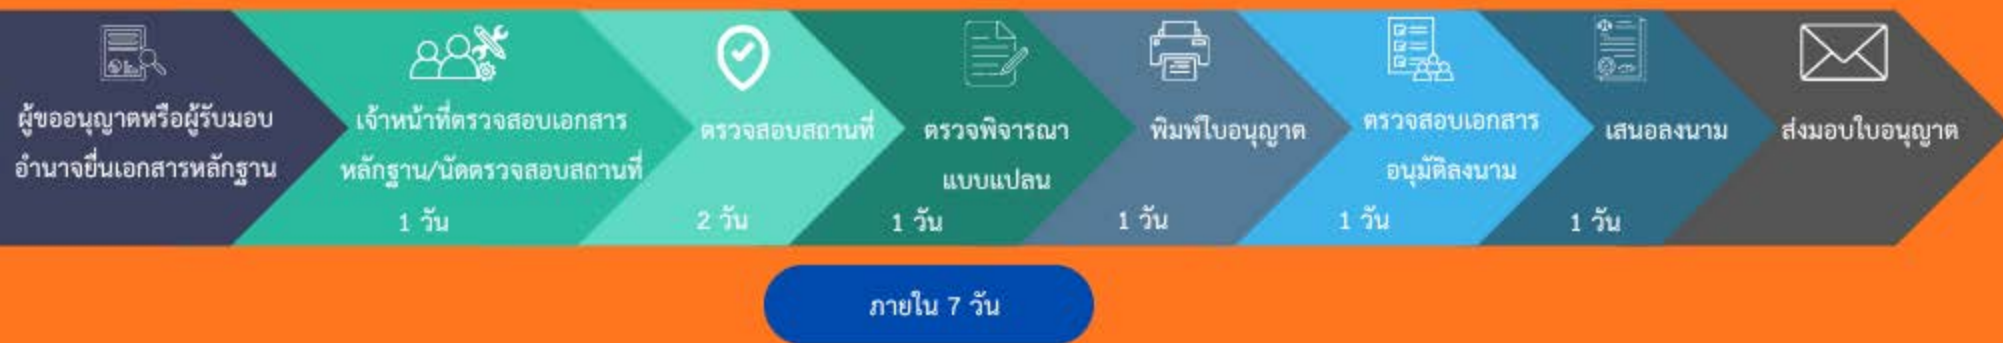 ผู้ขออนุญาตหรือผู้รับมอบ
อำนาจยื่นเอกสารหลักฐาน
เจ้าหน้าที่ตรวจสอบเอกสาร
หลักฐาน/นัดตรวจสอบสถานที่
1 วัน
ตรวจสอบสถานที่
2 วัน
ตรวจพิจารณา
แบบแปลน
1 วัน
พิมพ์ใบอนุญาต
1 วัน
ตรวจสอบเอกสาร
อนุมัติลงนาม
1 วัน
เสนอลงนาม
1 วัน
ส่งมอบใบอนุญาต
ภายใน 7 วัน